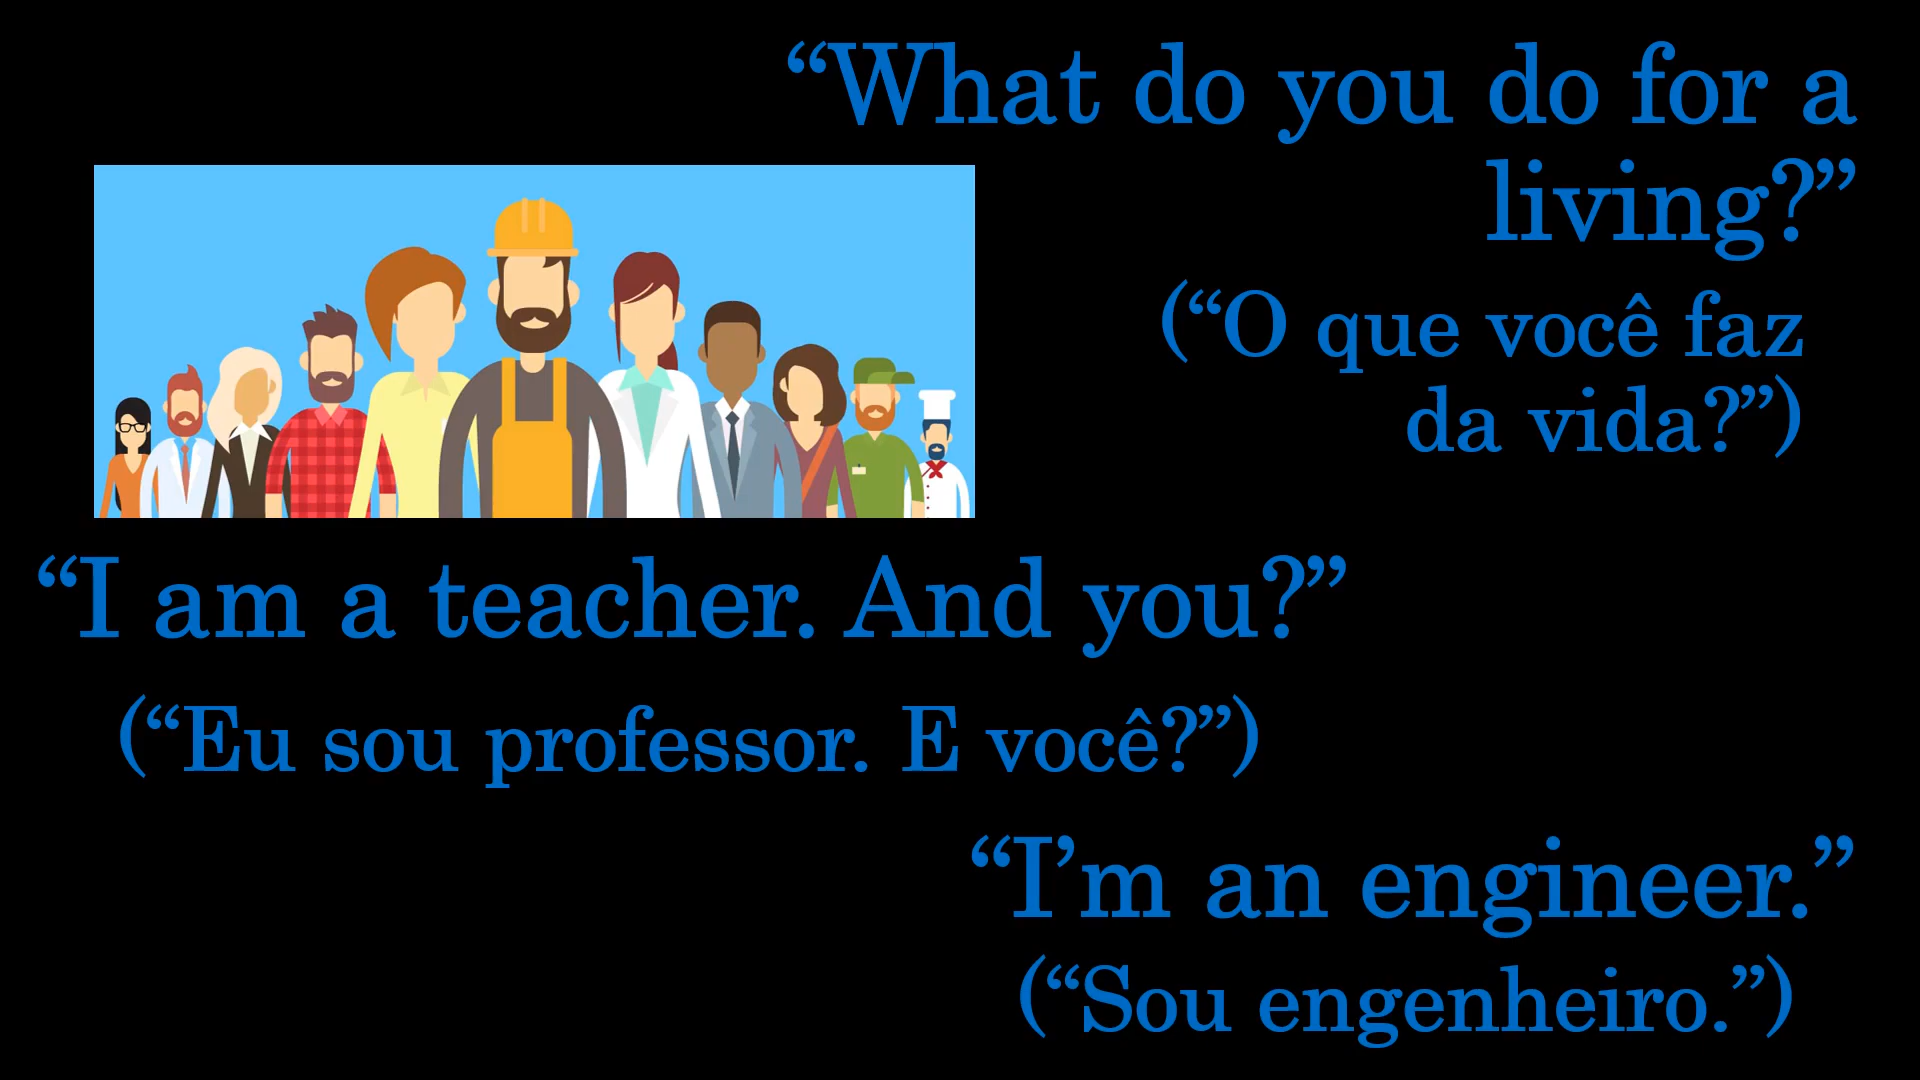 “What do you do for a
living?”
(“O que você faz
da vida?”)
“I am a teacher. And you?”
(“Eu sou professor. E você?”)
“I’m an engineer.”
(“Sou engenheiro.”)